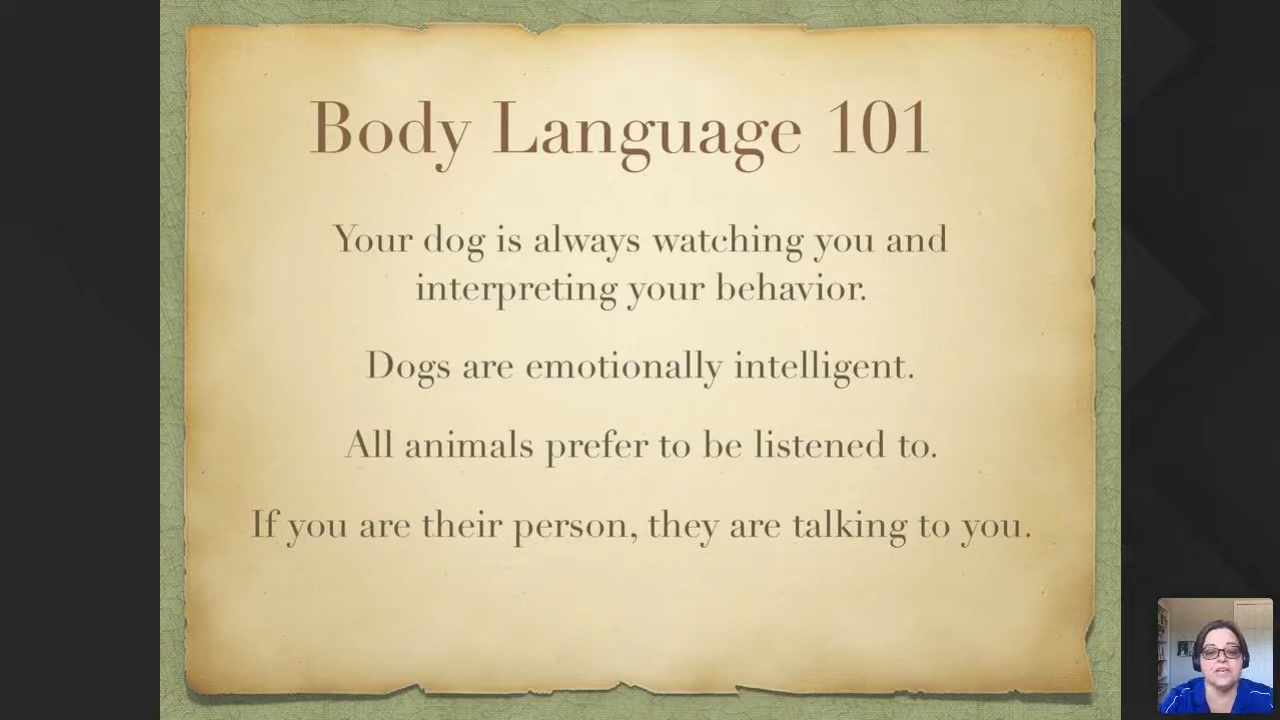 Body Language 101
Your dog is always watching you and
interpreting your behavior.
Dogs are emotionally intelligent.
All animals prefer to be listened to.
If you are their person, they are talking to you.